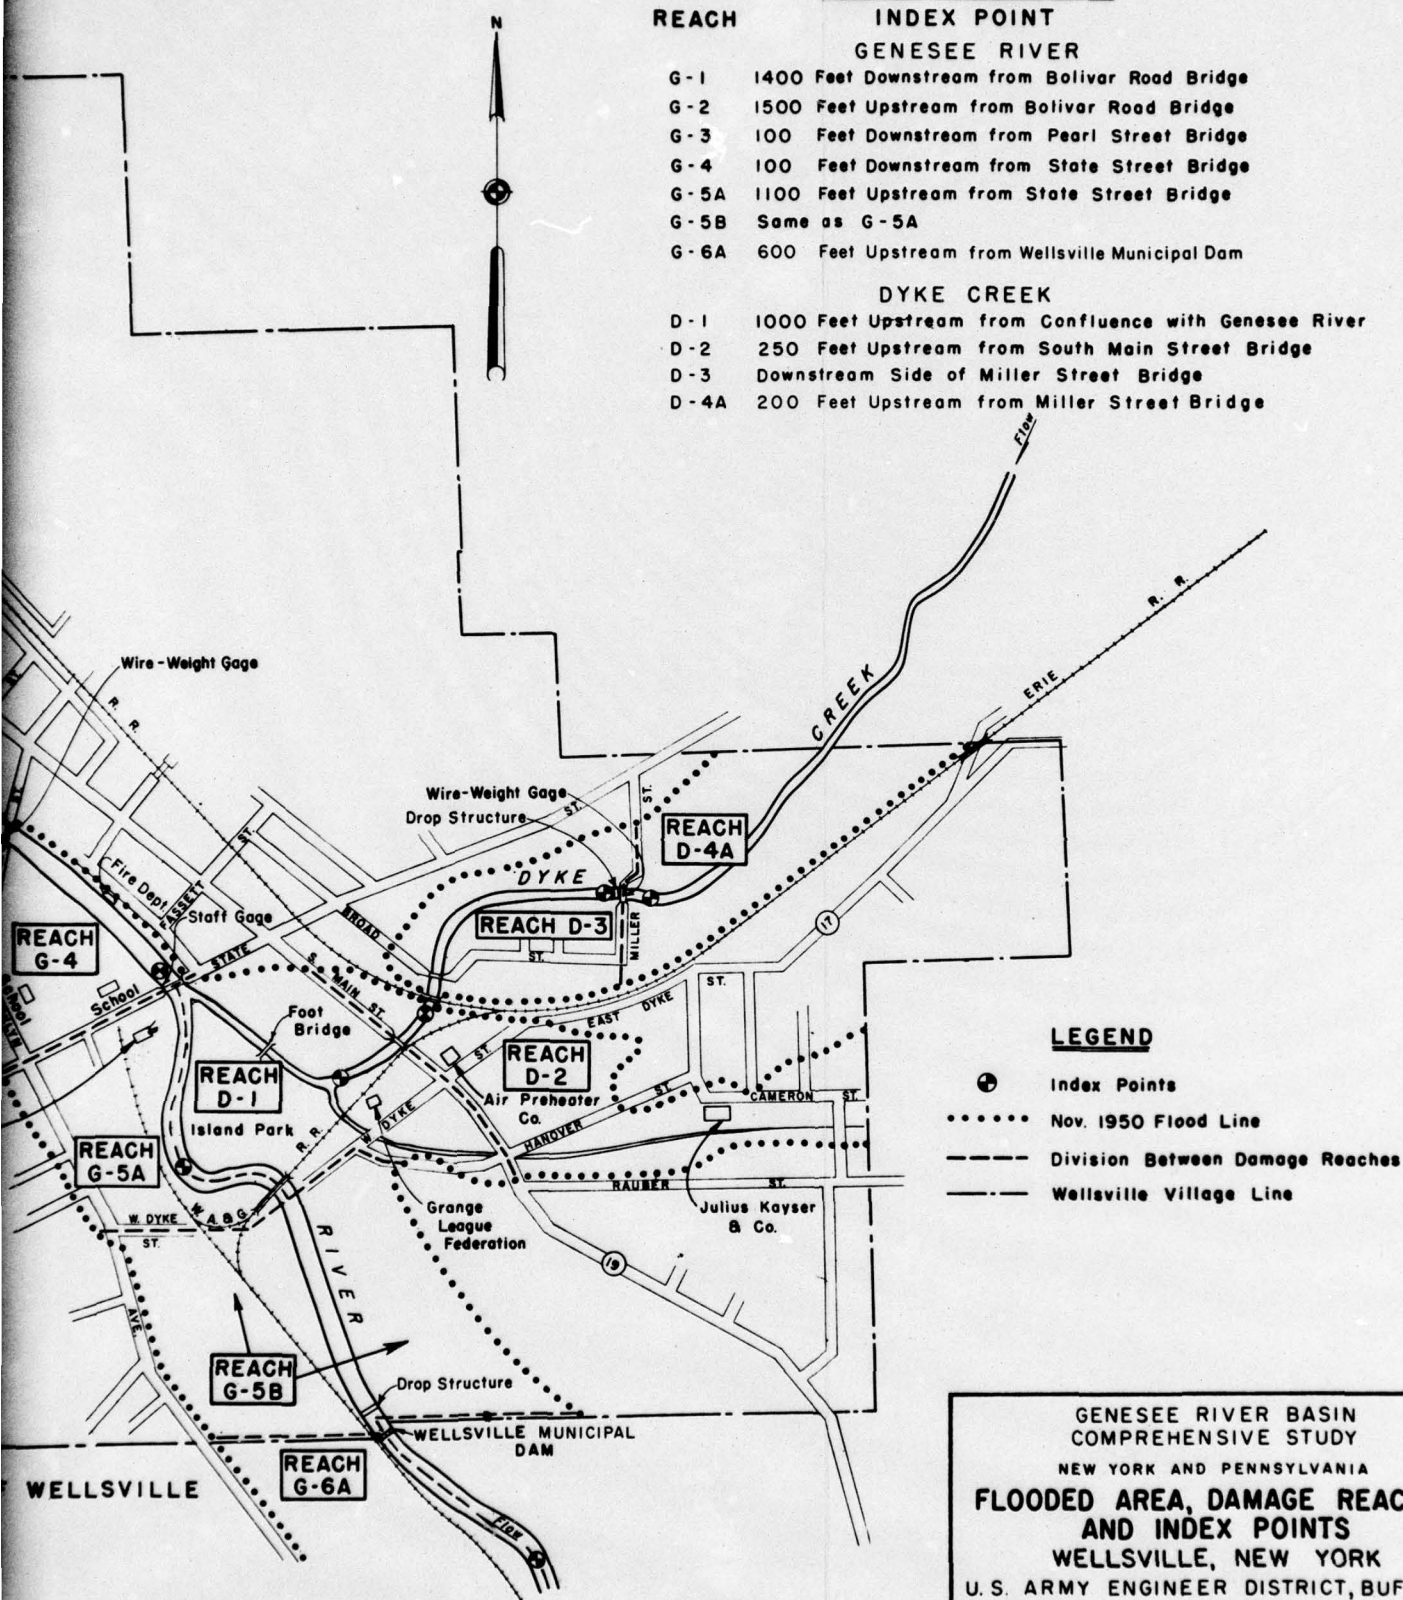 REACH INDEX POINT
GENESEE RIVER
G-1 1400 Feet Downstream from Bolivar Road Bridge
G-2 1500 Feet Upstream from Bolivar Road Bridge
G-3 100 Feet Downstream from Pearl Street Bridge
G-4 100 Feet Downstream from State Street Bridge
G-5A 1100 Feet Upstream from State Street Bridge
G-5B Same as G-5A
G-6A 600 Feet Upstream from Wellsville Municipal Dam
DYKE CREEK
D-1 1000 Feet Upstream from Confluence with Genesee River
D-2 250 Feet Upstream from South Main Street Bridge
D-3 Downstream Side of Miller Street Bridge
D-4A 200 Feet Upstream from Miller Street Bridge
N
Flow
R. R.
ERIE
CREEK
Wire-Weight Gage
R. R.
ST.
Wire-Weight Gage
ST.
ST.
Drop Structure
REACH
D-4A
ST.
DYKE
Fire Dept.
FASSETT
Staff Gage
BROAD
REACH D-3
MILLER
17
REACH
G-4
STATE
ST.
S. MAIN ST.
ST.
School
School
Foot
Bridge
EAST DYKE
REACH
D-1
ST.
REACH
D-2
ST.
Air Preheater
Co.
CAMERON ST.
Island Park
R. R.
W. DYKE
HANOVER
REACH
G-5A
RAUBER ST.
W. DYKE
ST.
W. A. & G.
Grange
League
Federation
Julius Kayser
& Co.
RIVER
19
AVE.
REACH
G-5B
Drop Structure
WELLSVILLE MUNICIPAL
DAM
REACH
G-6A
WELLSVILLE
Flow
LEGEND
Index Points
Nov. 1950 Flood Line
Division Between Damage Reaches
Wellsville Village Line
GENESEE RIVER BASIN
COMPREHENSIVE STUDY
NEW YORK AND PENNSYLVANIA
FLOODED AREA, DAMAGE REAC
AND INDEX POINTS
WELLSVILLE, NEW YORK
U. S. ARMY ENGINEER DISTRICT, BUF